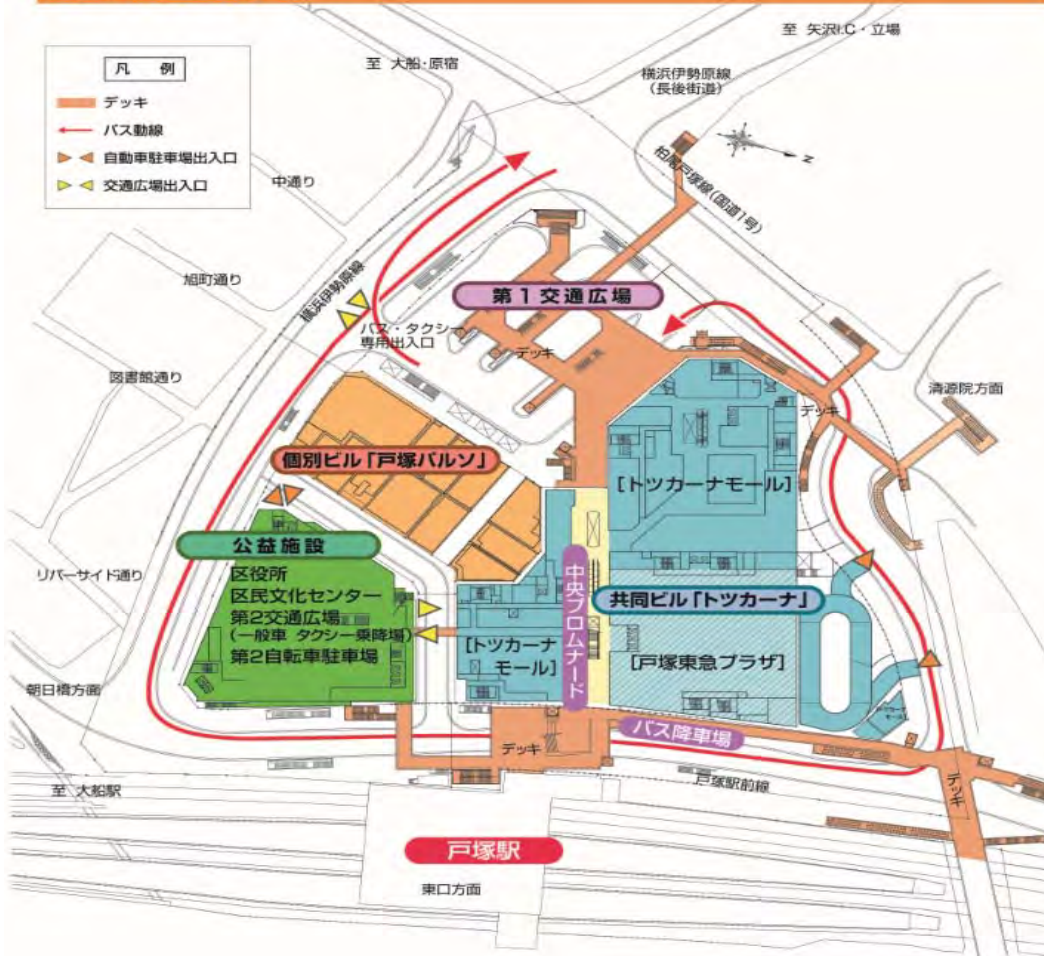 凡 例
デッキ
バス動線
自動車駐車場出入口
交通広場出入口
至 矢沢I.C・立場
至 大船・原宿
横浜伊勢原線
(長後街道)
N
柏尾戸塚線(国道1号)
中通り
旭町通り
横浜伊勢原線
第1交通広場
バス・タクシー
専用出入口
デッキ
図書館通り
清源院方面
デッキ
個別ビル「戸塚パルソ」
[トツカーナモール]
公益施設
区役所
区民文化センター
第2交通広場
(一般車 タクシー乗降場)
第2自転車駐車場
リバーサイド通り
中央プロムナード
共同ビル「トツカーナ」
[トツカーナ
モール]
[戸塚東急プラザ]
朝日橋方面
トツカーナ
モール
バス降車場
デッキ
戸塚駅前線
デッキ
至 大船駅
戸塚駅
東口方面